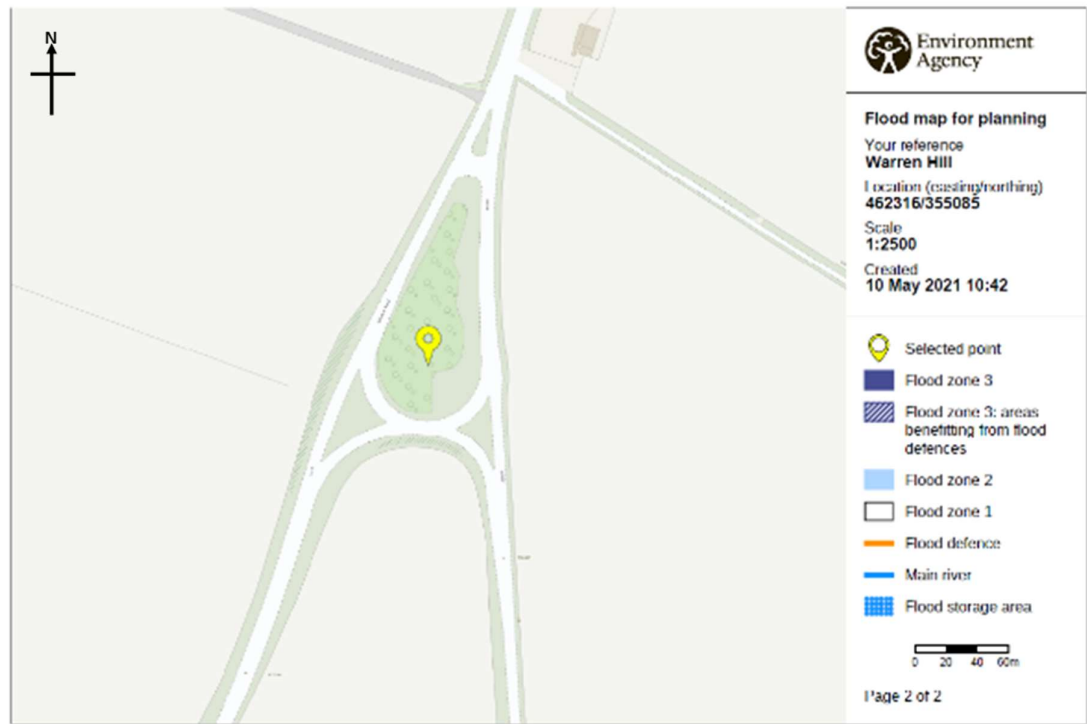 N
Environment
Agency
Flood map for planning
Your reference
Warren Hill
Location (easting/northing)
462316/355085
Scale
1:2500
Created
10 May 2021 10:42
Selected point
Flood zone 3
Flood zone 3: areas
benefitting from flood
defences
Flood zone 2
Flood zone 1
Flood defence
Main river
Flood storage area
0 20 40 60m
Page 2 of 2